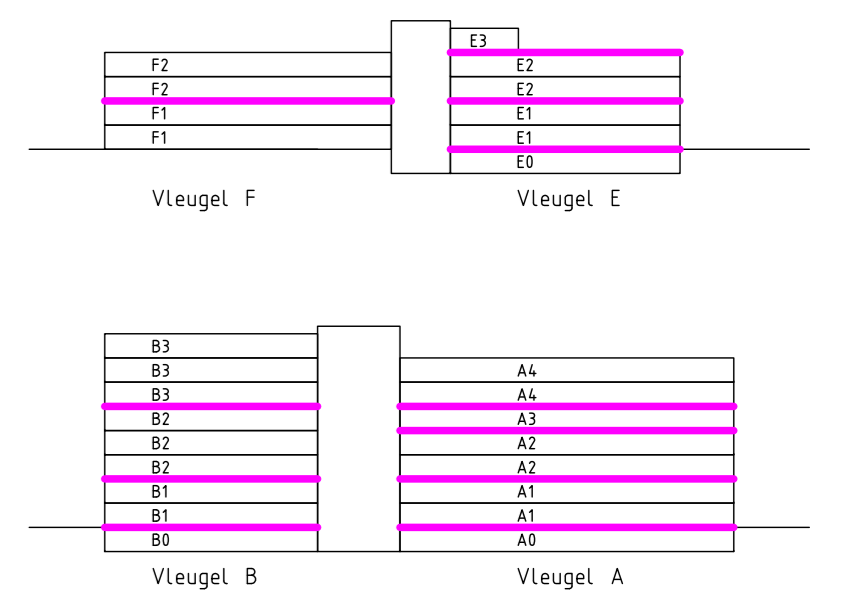 E3
F2 E2
F2 E2
F1 E1
F1 E1
E0
Vleugel F Vleugel E
B3
B3 A4
B3 A4
B2 A3
B2 A2
B2 A2
B1 A1
B1 A1
B0 A0
Vleugel B Vleugel A